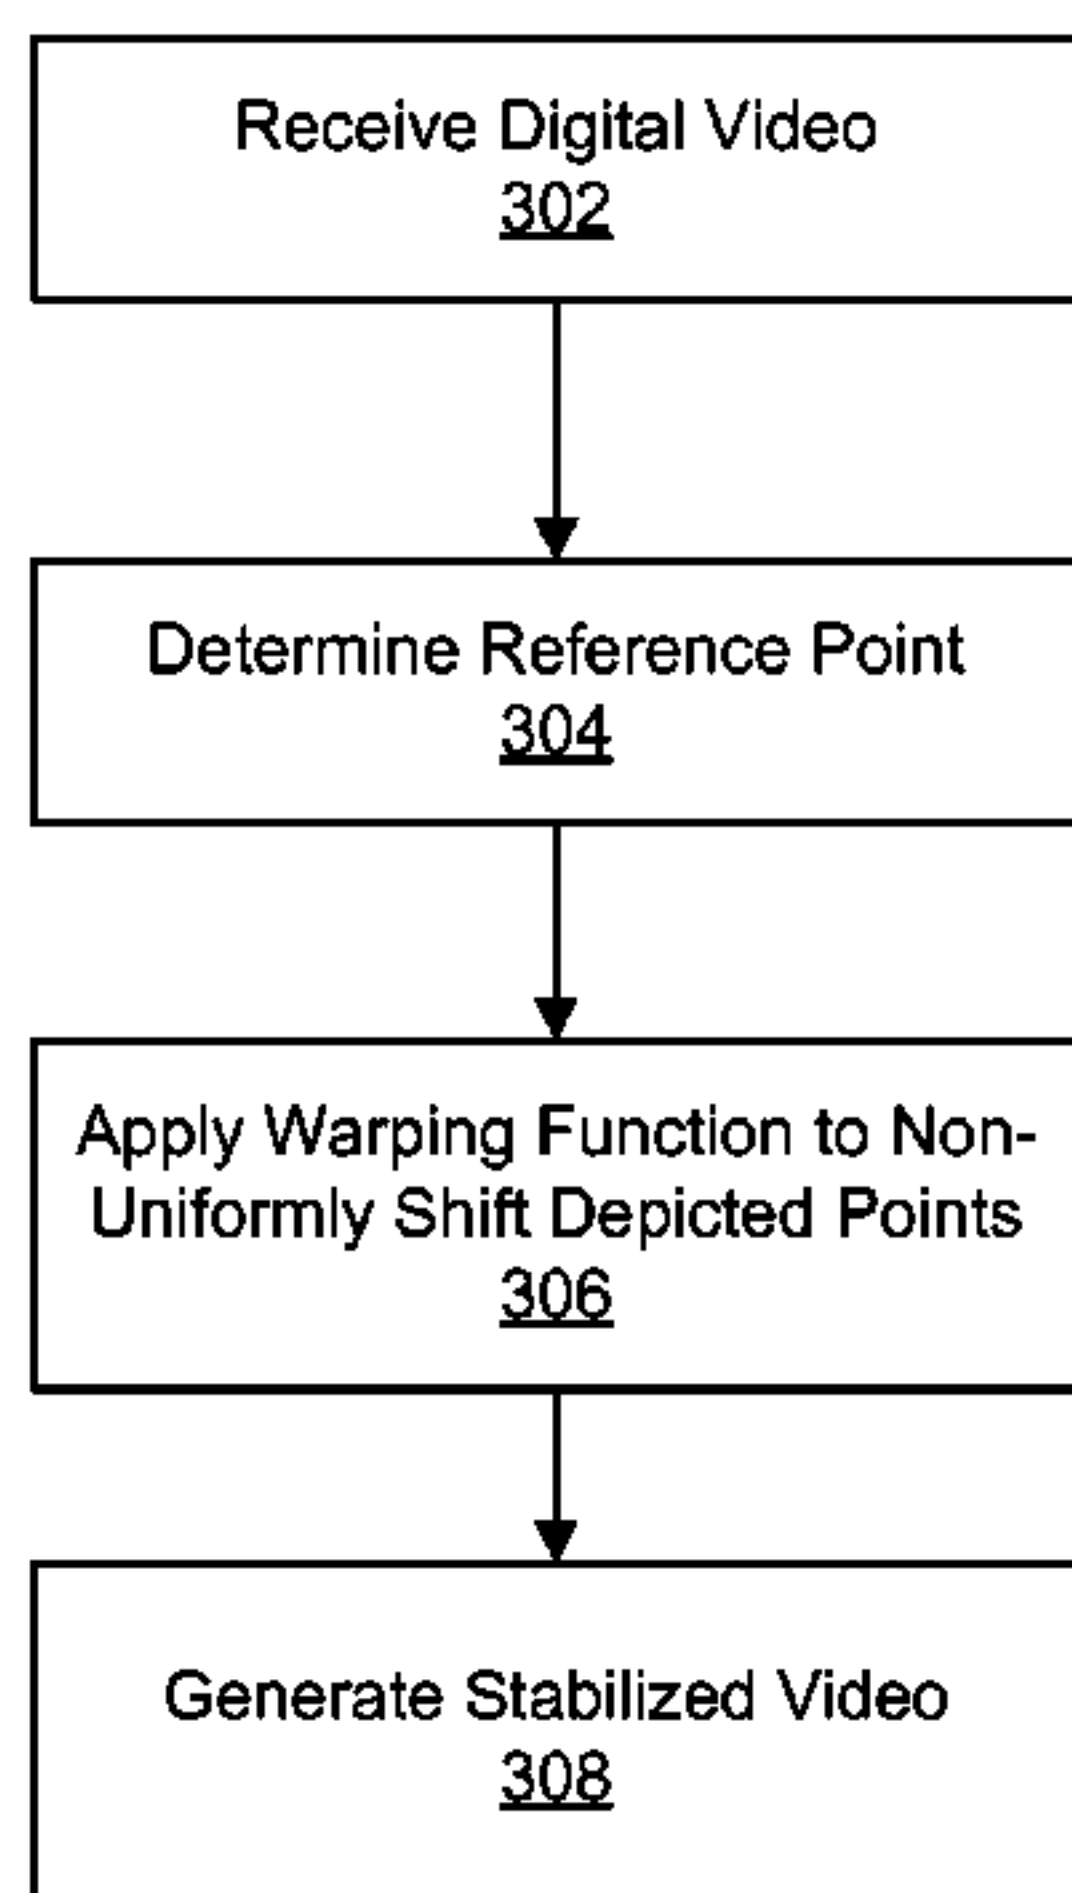 Receive Digital Video
302
Determine Reference Point
304
Apply Warping Function to Non-
Uniformly Shift Depicted Points
306
Generate Stabilized Video
308